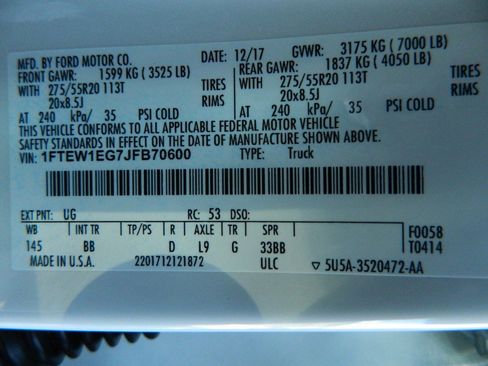 MFD. BY FORD MOTOR CO. DATE: 12/17 GVWR: 3175 KG (7000 LB)
FRONT GAWR: 1599 KG (3525 LB) REAR GAWR: 1837 KG (4050 LB)
WITH 275/55R20 113T TIRES WITH 275/55R20 113T TIRES
20x8.5J RIMS 20x8.5J RIMS
AT 240 kPa/ 35 PSI COLD AT 240 kPa/ 35 PSI COLD
THIS VEHICLE CONFORMS TO ALL APPLICABLE FEDERAL MOTOR VEHICLE
SAFETY STANDARDS IN EFFECT ON THE DATE OF MANUFACTURE SHOWN ABOVE.
VIN: 1FTEW1EG7JFB70600 TYPE: Truck
EXT PNT: UG RC: 53 DSO:
WB INT TR TP/PS R AXLE TR SPR F0058
145 BB D L9 G 33BB T0414
MADE IN U.S.A. 2201712121872 ULC ▽ 5U5A-3520472-AA